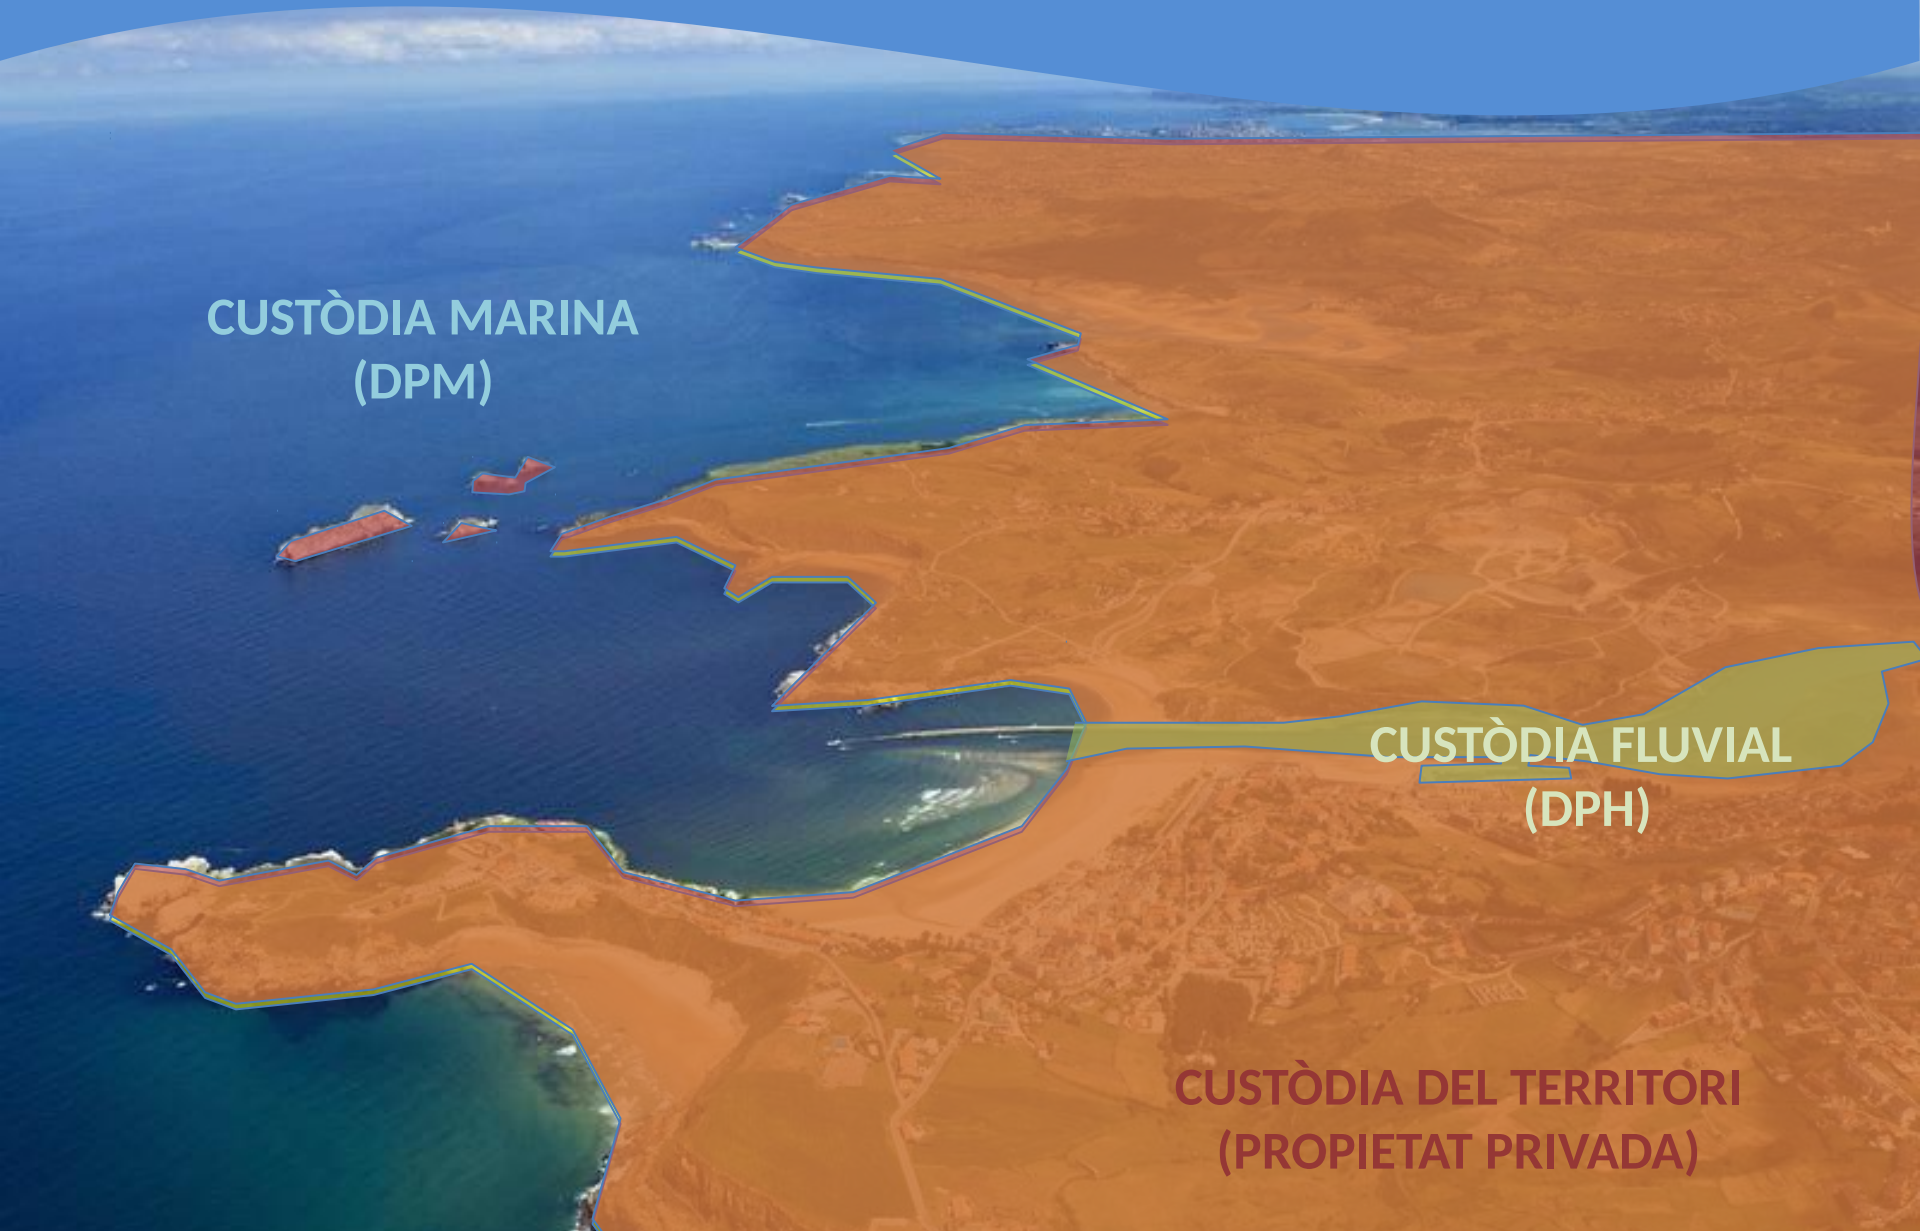 CUSTÒDIA MARINA
(DPM)
CUSTÒDIA FLUVIAL
(DPH)
CUSTÒDIA DEL TERRITORI
(PROPIETAT PRIVADA)